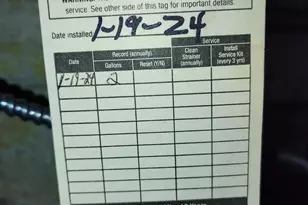 service. See other side of this tag for important details.
Date installed: 1-19-24
Service
Record (annually)
Clean Strainer (annually)
Install Service Kit (every 3 yrs)
Date
Gallons
Reset (Y/N)
1-19-24 2